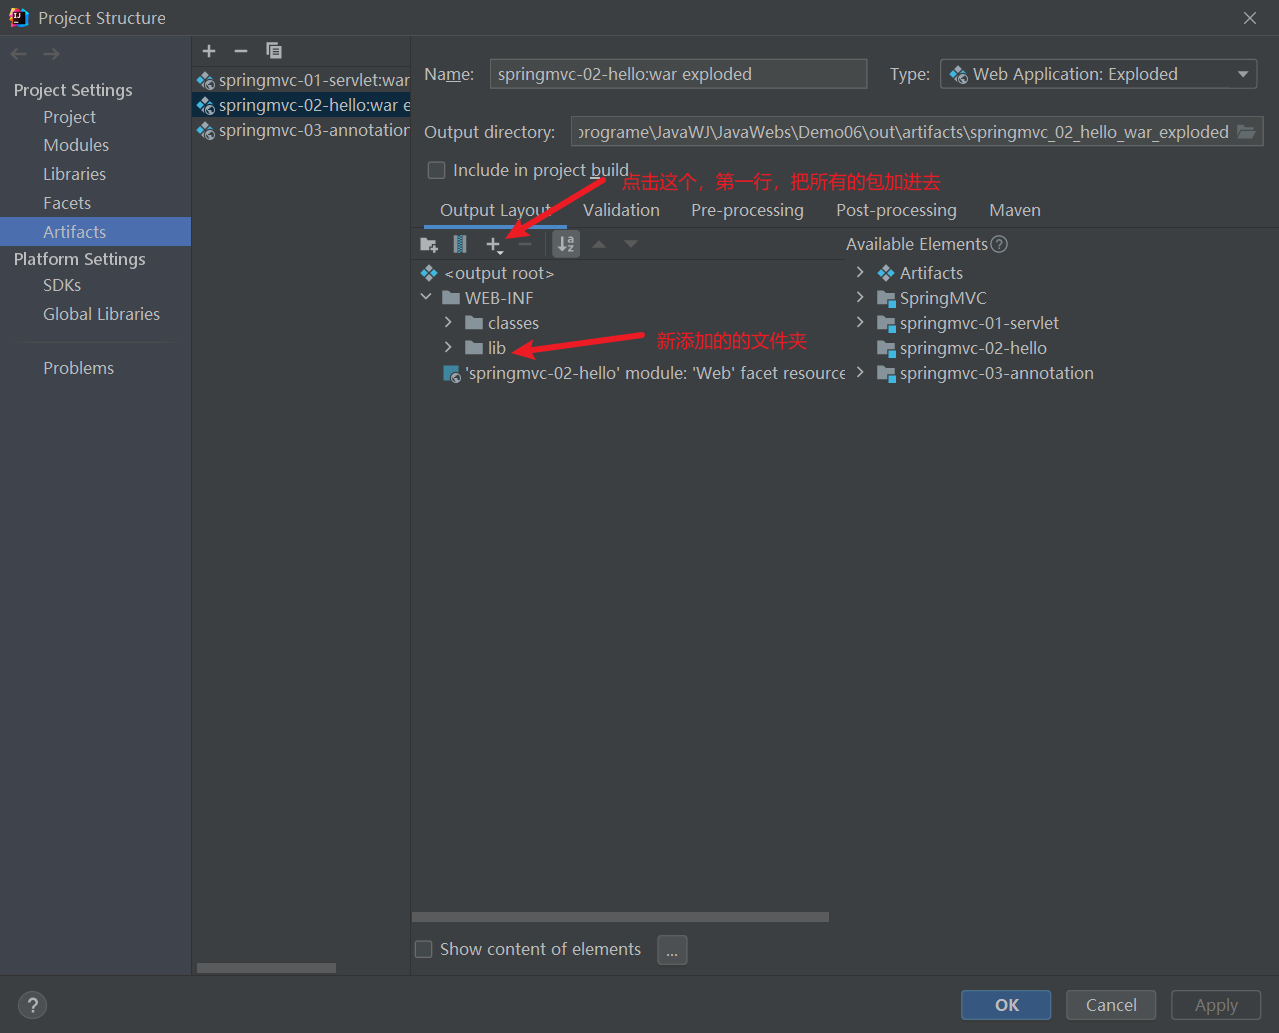 Project Structure
Project Settings
Project
Modules
Libraries
Facets
Artifacts
Platform Settings
SDKs
Global Libraries
Problems
springmvc-01-servlet:war
springmvc-02-hello:war e
springmvc-03-annotation
Name: springmvc-02-hello:war exploded Type: Web Application: Exploded
Output directory: programe\JavaWJ\JavaWebs\Demo06\out\artifacts\springmvc_02_hello_war_exploded
Include in project build
点击这个，第一行，把所有的包加进去
Output Layout Validation Pre-processing Post-processing Maven
Available Elements ?
<output root>
WEB-INF
classes
lib
新添加的的文件夹
'springmvc-02-hello' module: 'Web' facet resource
Artifacts
SpringMVC
springmvc-01-servlet
springmvc-02-hello
springmvc-03-annotation
Show content of elements ...
? OK Cancel Apply